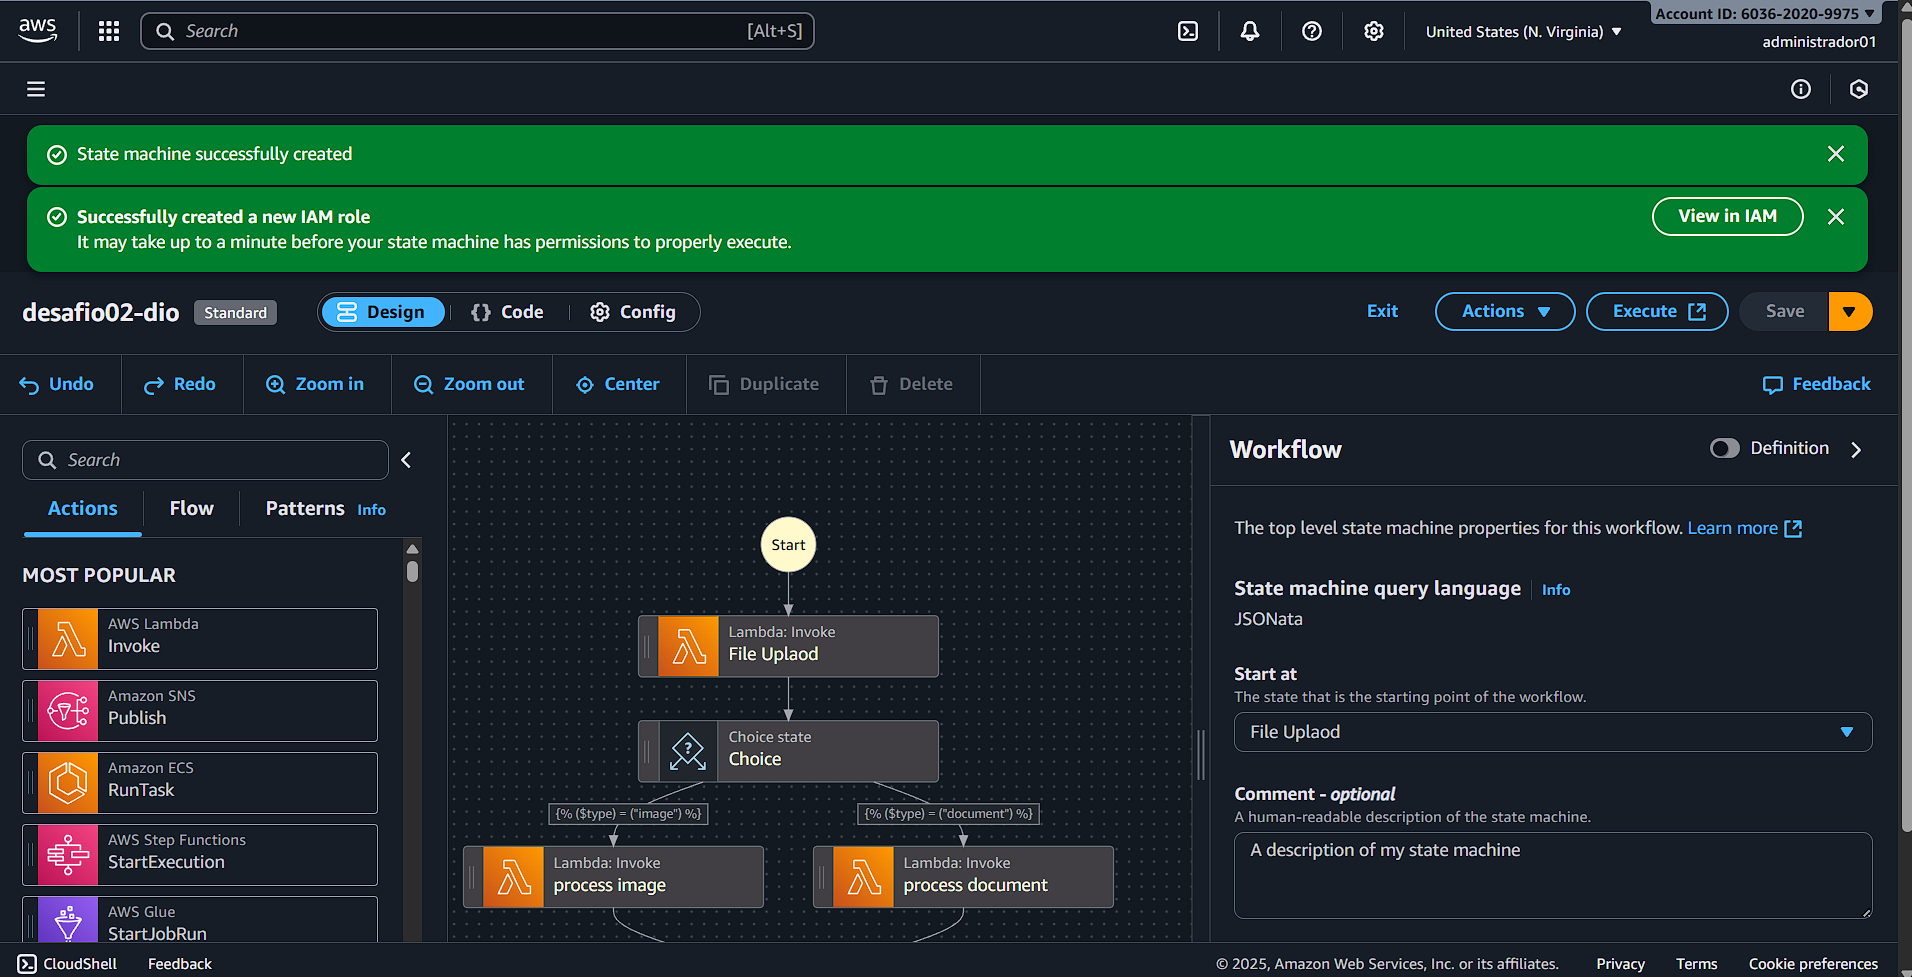 aws
Search
[Alt+S]
United States (N. Virginia)
Account ID: 6036-2020-9975
administrador01
State machine successfully created
Successfully created a new IAM role
It may take up to a minute before your state machine has permissions to properly execute.
View in IAM
desafio02-dio
Standard
Design
Code
Config
Exit
Actions
Execute
Save
Undo
Redo
Zoom in
Zoom out
Center
Duplicate
Delete
Feedback
Search
Actions
Flow
Patterns
Info
MOST POPULAR
AWS Lambda
Invoke
Amazon SNS
Publish
Amazon ECS
RunTask
AWS Step Functions
StartExecution
AWS Glue
StartJobRun
Start
Lambda: Invoke
File Uplaod
Choice state
Choice
{% ($type) = ("image") %}
{% ($type) = ("document") %}
Lambda: Invoke
process image
Lambda: Invoke
process document
Workflow
Definition
The top level state machine properties for this workflow. Learn more
State machine query language
Info
JSONata
Start at
The state that is the starting point of the workflow.
File Uplaod
Comment - optional
A human-readable description of the state machine.
A description of my state machine
CloudShell
Feedback
© 2025, Amazon Web Services, Inc. or its affiliates.
Privacy
Terms
Cookie preferences